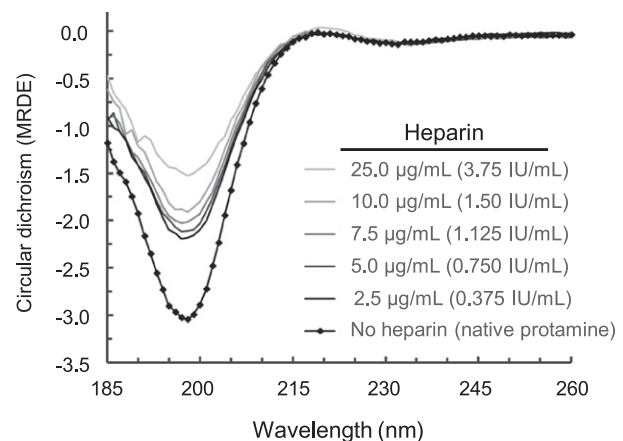 0.0
-0.5
-1.0
-1.5
-2.0
-2.5
-3.0
-3.5
Circular dichroism (MRDE)
Heparin
25.0 µg/mL (3.75 IU/mL)
10.0 µg/mL (1.50 IU/mL)
7.5 µg/mL (1.125 IU/mL)
5.0 µg/mL (0.750 IU/mL)
2.5 µg/mL (0.375 IU/mL)
No heparin (native protamine)
185 200 215 230 245 260
Wavelength (nm)